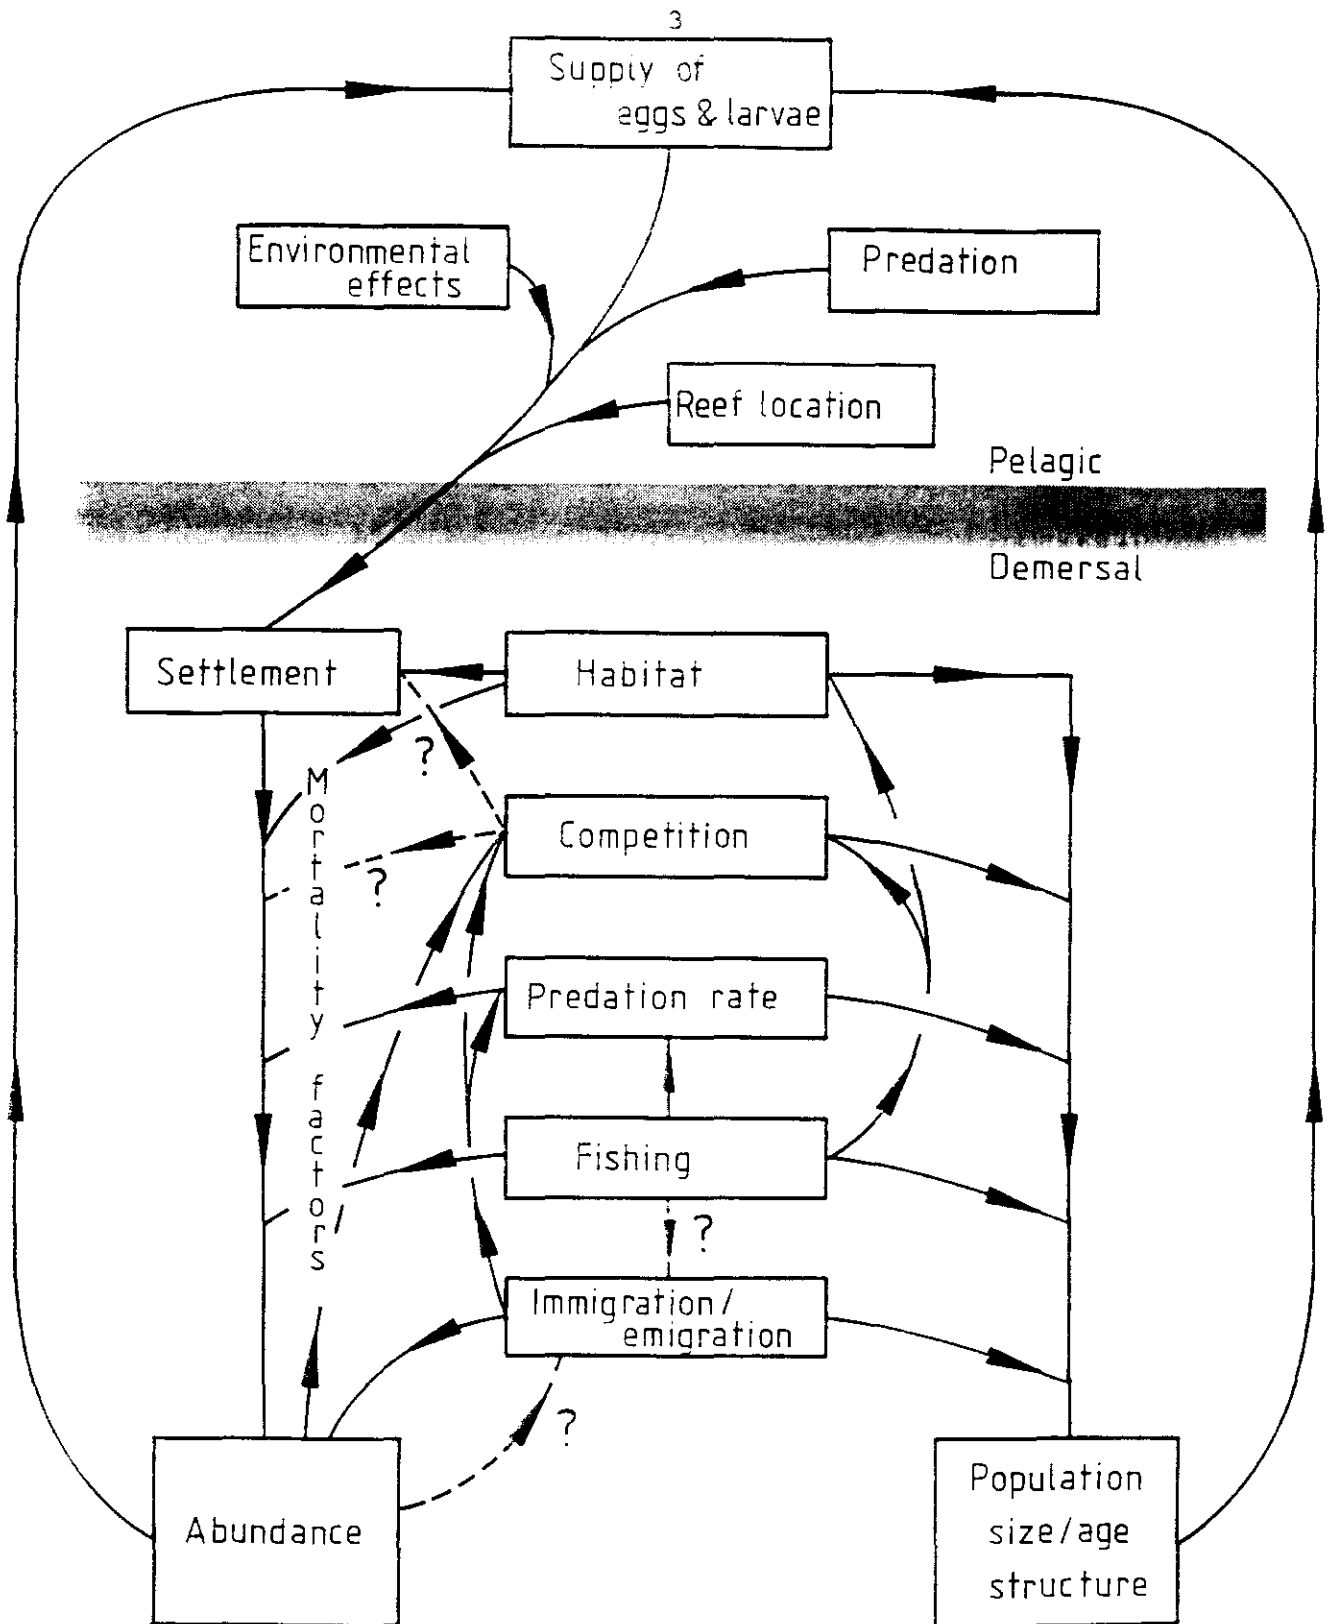 3
Supply of
eggs & larvae
Environmental
effects
Predation
Reef location
Pelagic
Demersal
Settlement
Habitat
?
Mortality factors
Competition
?
Predation rate
Fishing
?
Immigration/
emigration
?
Abundance
Population
size/age
structure